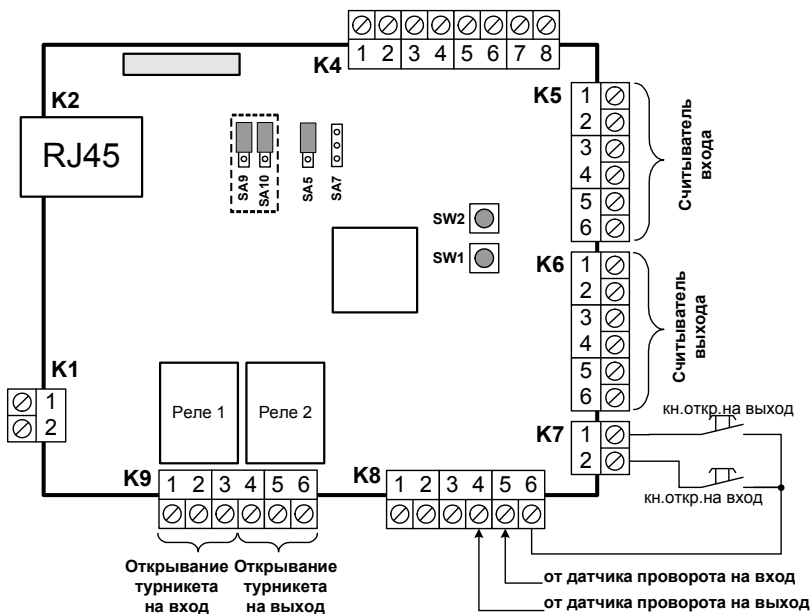 K4
1 2 3 4 5 6 7 8
K2
RJ45
SA9
SA10
SA5
SA7
SW2
SW1
K5
1
2
3
4
5
6
Считыватель
входа
K6
1
2
3
4
5
6
Считыватель
выхода
K1
1
2
Реле 1
Реле 2
K7
1
2
кн.откр.на выход
кн.откр.на вход
K9
1 2 3 4 5 6
K8
1 2 3 4 5 6
Открывание
турникета
на вход
Открывание
турникета
на выход
от датчика проворота на вход
от датчика проворота на выход